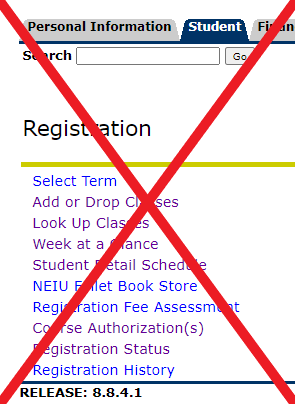 Personal Information Student Finan
Search Go
Registration
Select Term
Add or Drop Classes
Look Up Classes
Week at a Glance
Student Detail Schedule
NEIU Follet Book Store
Registration Fee Assessment
Course Authorization(s)
Registration Status
Registration History
RELEASE: 8.8.4.1